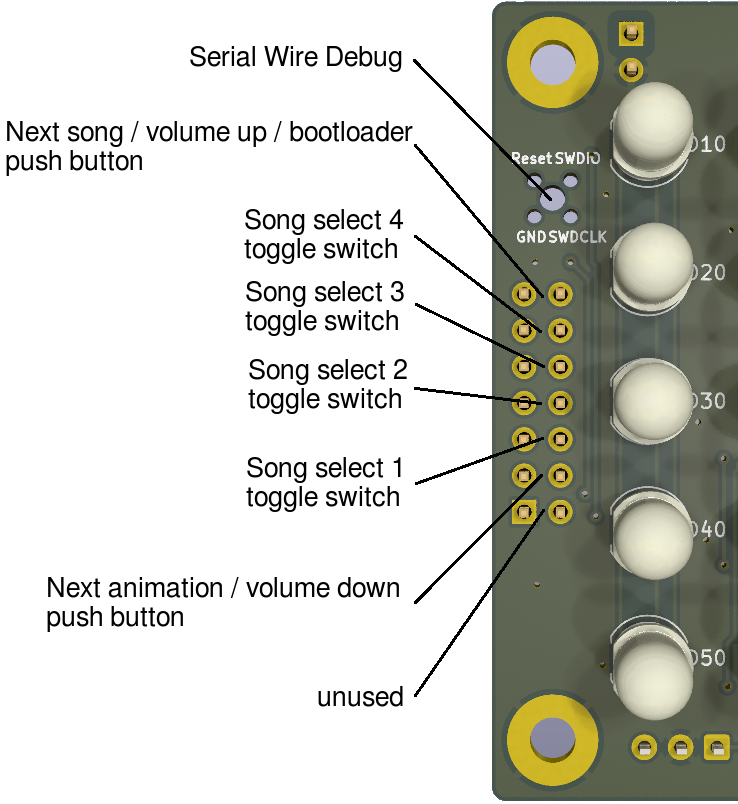 Serial Wire Debug
Next song / volume up / bootloader
push button
Song select 4
toggle switch
Song select 3
toggle switch
Song select 2
toggle switch
Song select 1
toggle switch
Next animation / volume down
push button
unused
Reset SWDIO
GND SWDCLK
D10
D20
D30
D40
D50